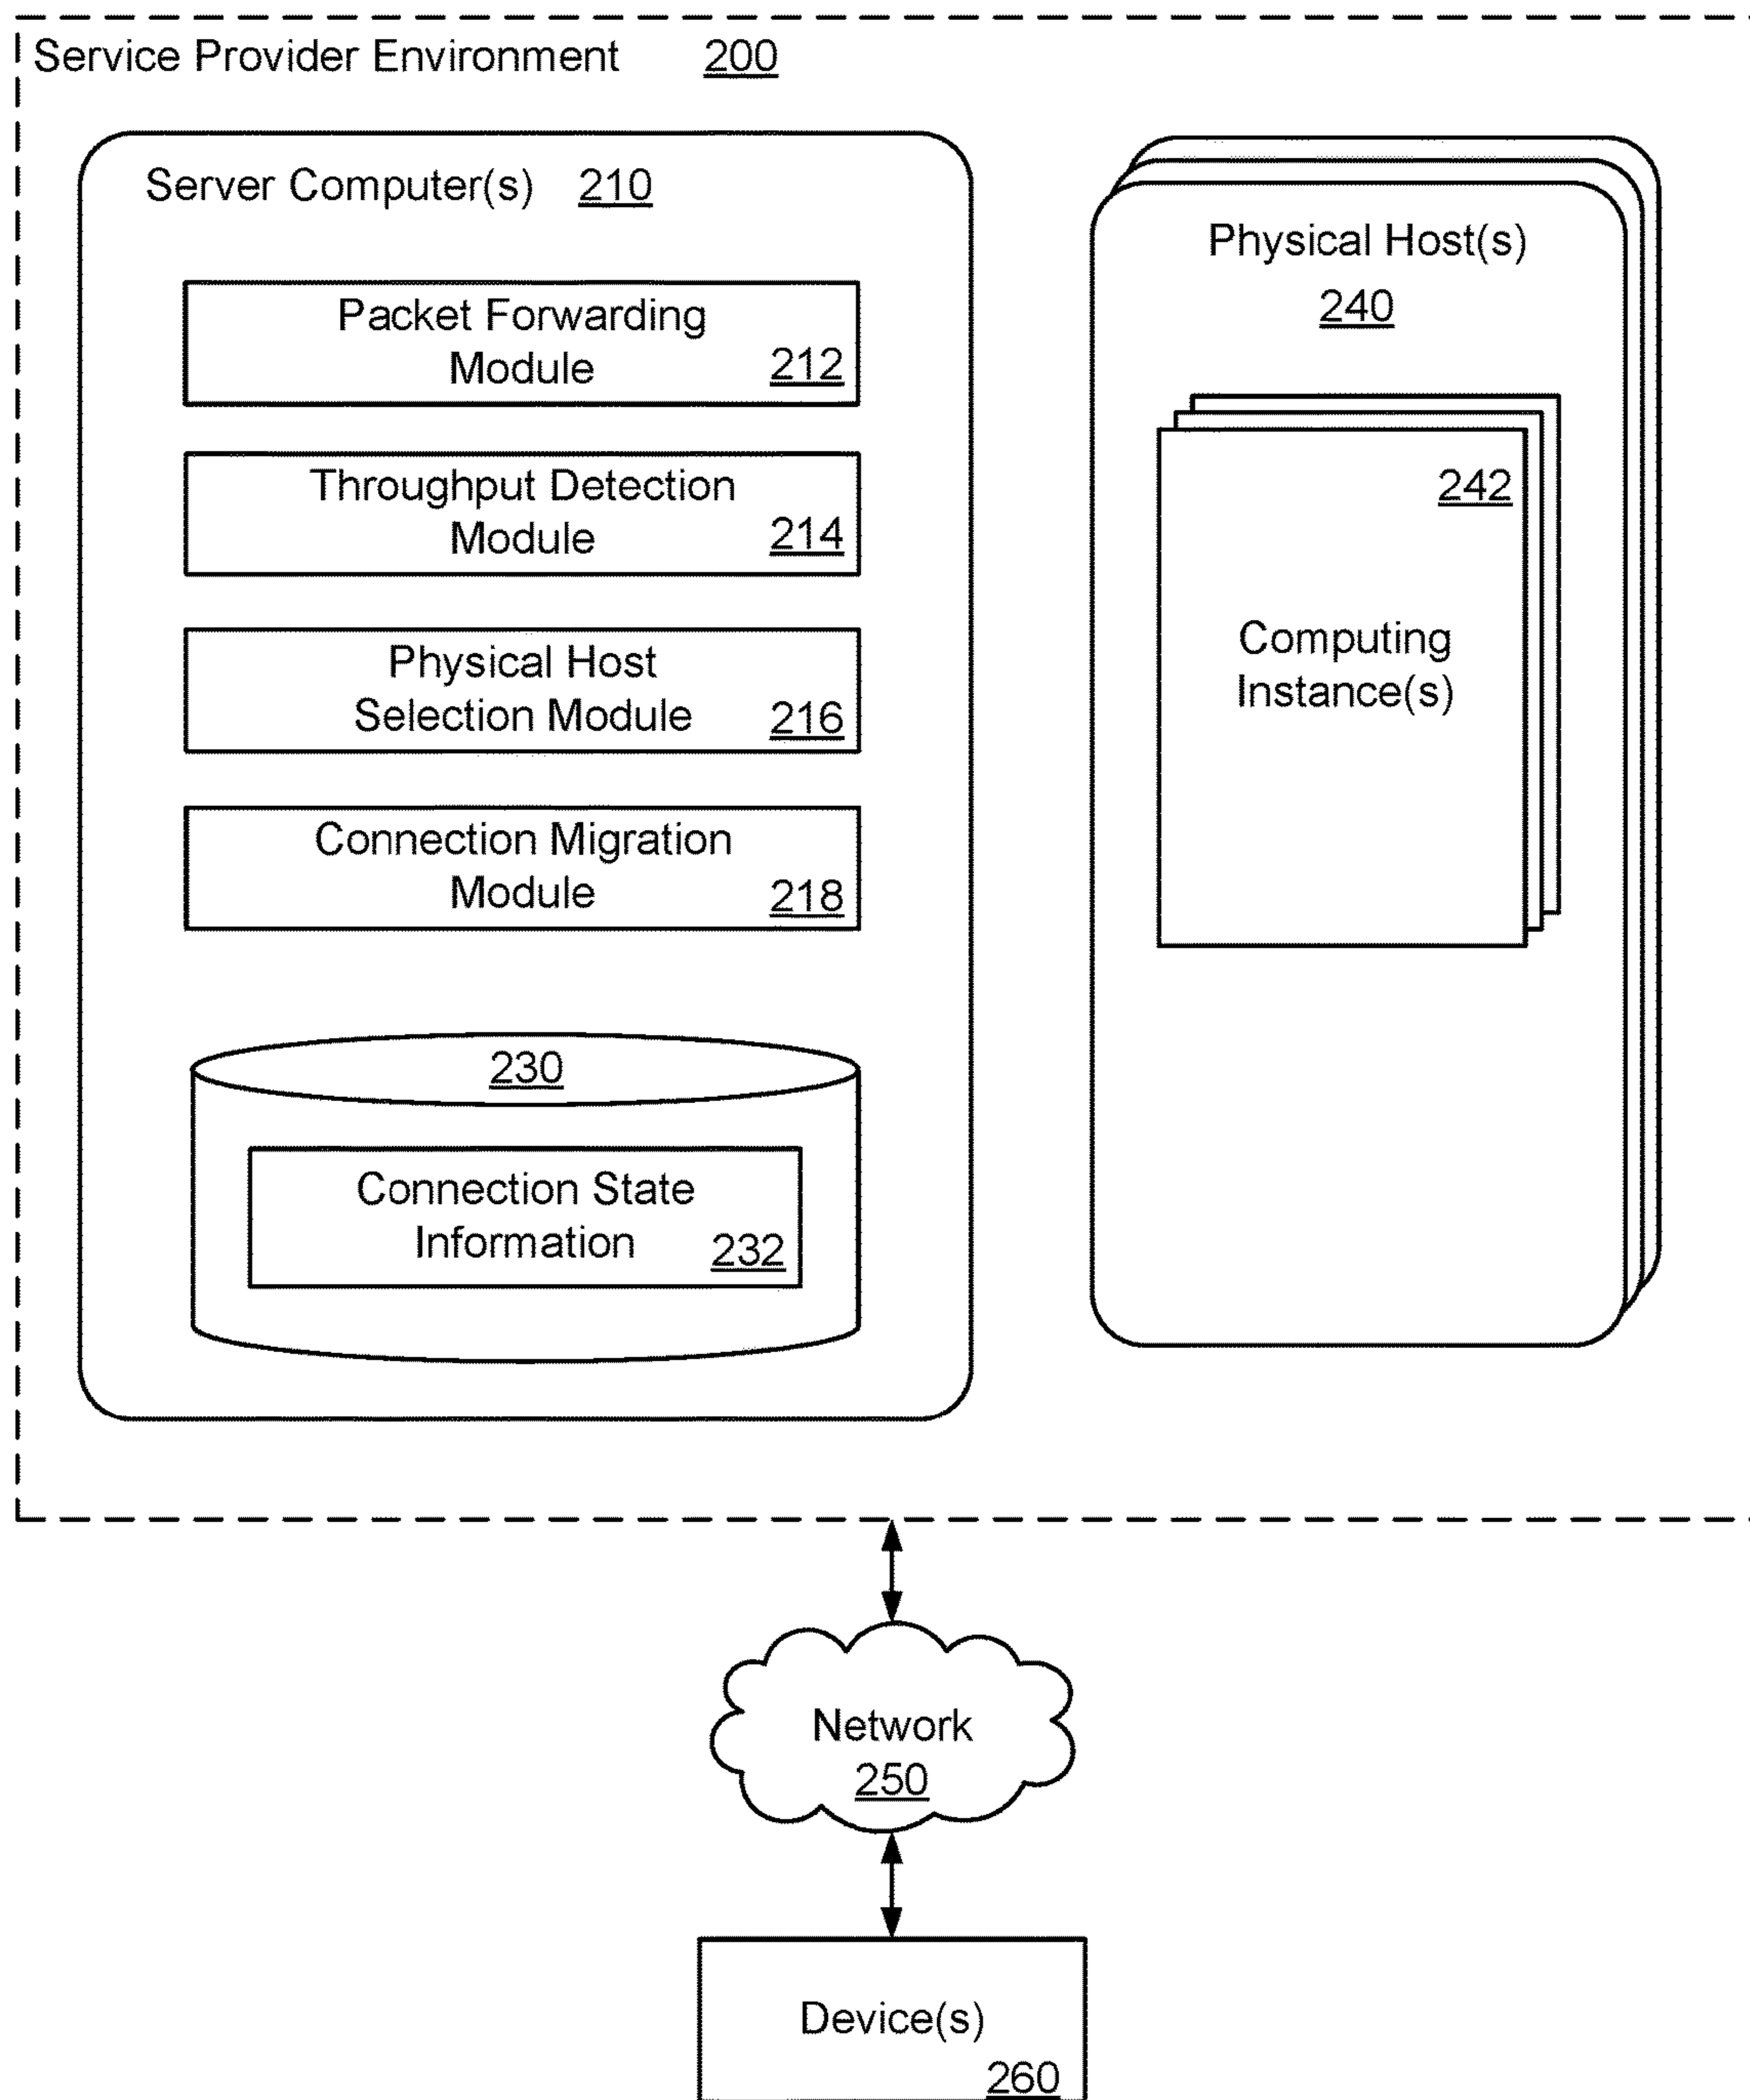 Service Provider Environment 200
Server Computer(s) 210
Packet Forwarding
Module 212
Throughput Detection
Module 214
Physical Host
Selection Module 216
Connection Migration
Module 218
230
Connection State
Information 232
Physical Host(s)
240
242
Computing
Instance(s)
Network
250
Device(s)
260